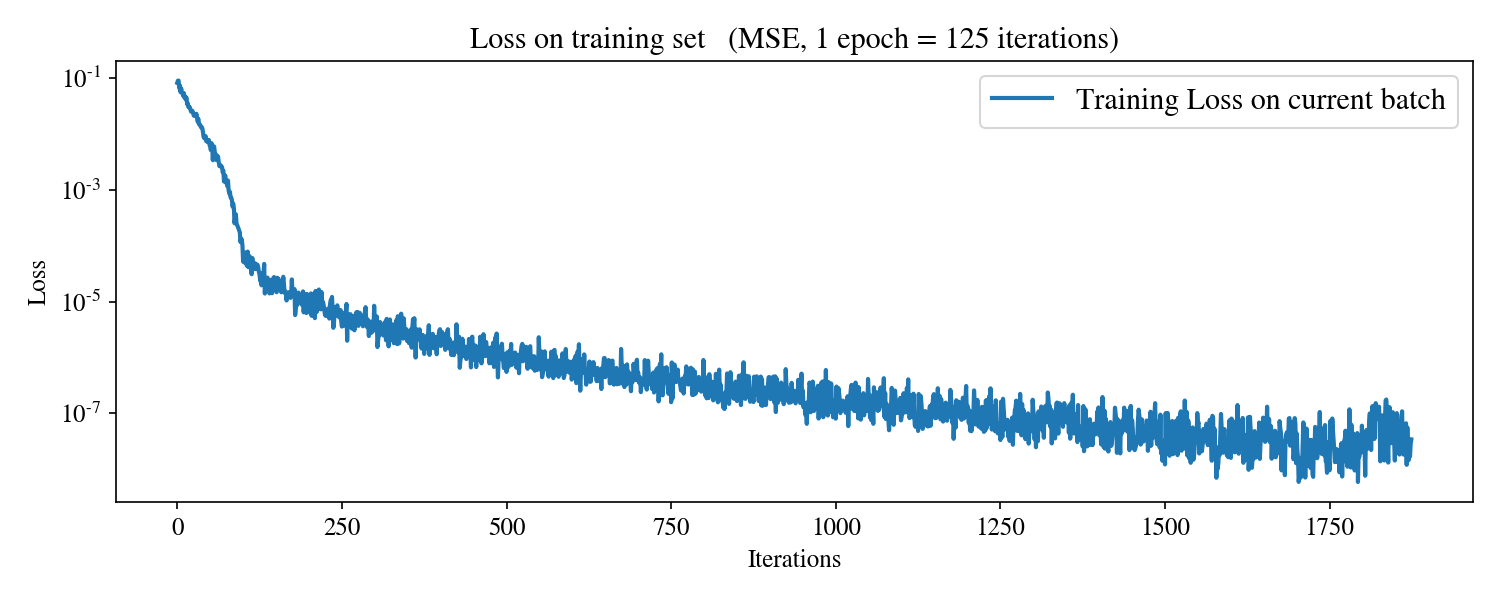 Loss on training set (MSE, 1 epoch = 125 iterations)
Training Loss on current batch
Loss
10⁻¹
10⁻³
10⁻⁵
10⁻⁷
0 250 500 750 1000 1250 1500 1750
Iterations